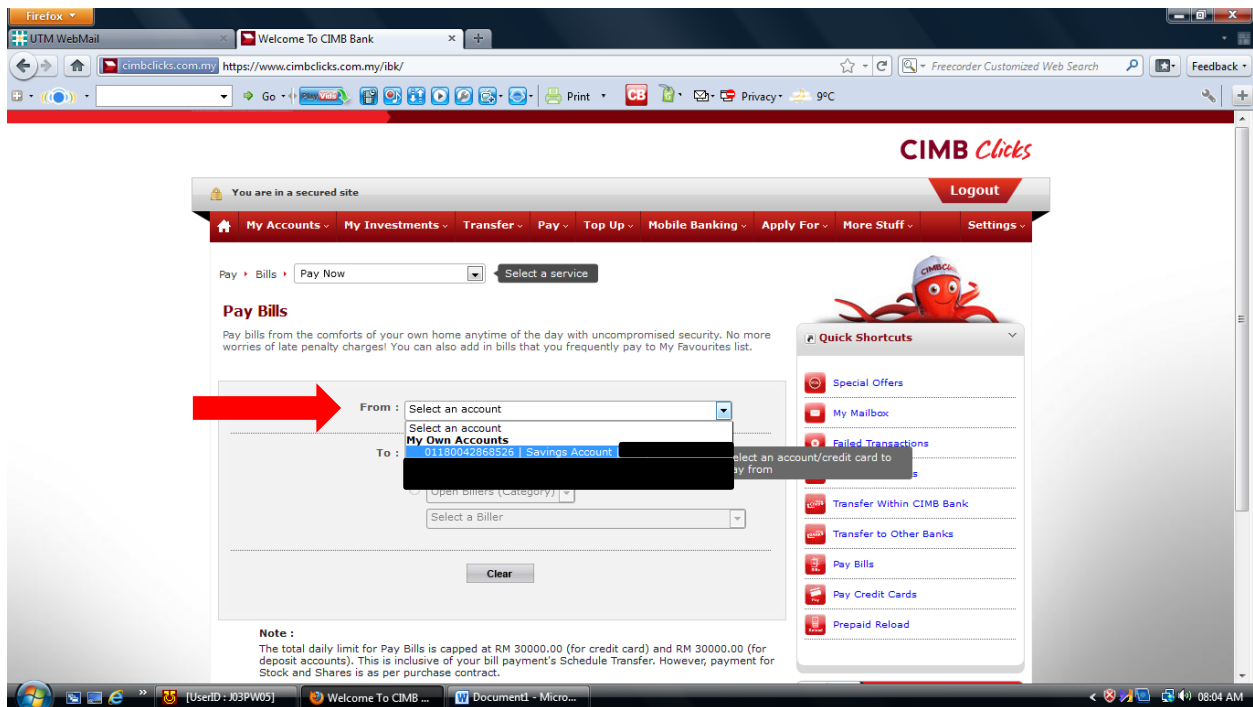 Firefox
UTM WebMail
Welcome To CIMB Bank
cimbclicks.com.my
https://www.cimbclicks.com.my/ibk/
Freecorder Customized Web Search
Feedback
Go
Print
CB
Privacy
9°C
CIMB Clicks
You are in a secured site
Logout
My Accounts
My Investments
Transfer
Pay
Top Up
Mobile Banking
Apply For
More Stuff
Settings
Pay
Bills
Pay Now
Select a service
Pay Bills
Pay bills from the comforts of your own home anytime of the day with uncompromised security. No more
worries of late penalty charges! You can also add in bills that you frequently pay to My Favourites list.
From :
Select an account
Select an account
My Own Accounts
01180042868526 | Savings Account
To :
elect an account/credit card to
ay from
Open Billers (Category)
Select a Biller
Clear
Note :
The total daily limit for Pay Bills is capped at RM 30000.00 (for credit card) and RM 30000.00 (for
deposit accounts). This is inclusive of your bill payment's Schedule Transfer. However, payment for
Stock and Shares is as per purchase contract.
Quick Shortcuts
Special Offers
My Mailbox
Failed Transactions
Transfer Within CIMB Bank
Transfer to Other Banks
Pay Bills
Pay Credit Cards
Prepaid Reload
[UserID : J03PW05]
Welcome To CIMB ...
Document1 - Micro...
08:04 AM